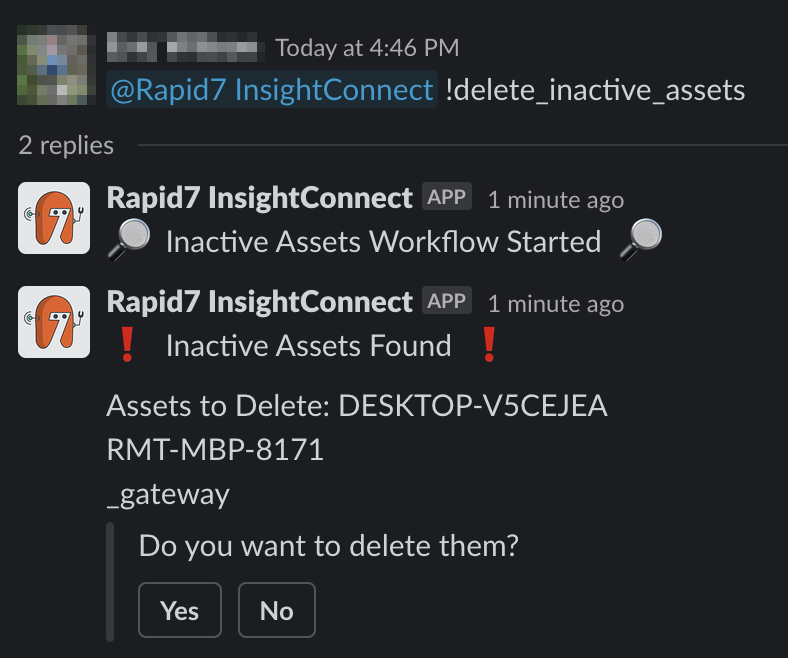 Today at 4:46 PM
@Rapid7 InsightConnect !delete_inactive_assets
2 replies
Rapid7 InsightConnect APP 1 minute ago
Inactive Assets Workflow Started
Rapid7 InsightConnect APP 1 minute ago
❗ Inactive Assets Found ❗
Assets to Delete: DESKTOP-V5CEJEA
RMT-MBP-8171
_gateway
Do you want to delete them?
Yes No